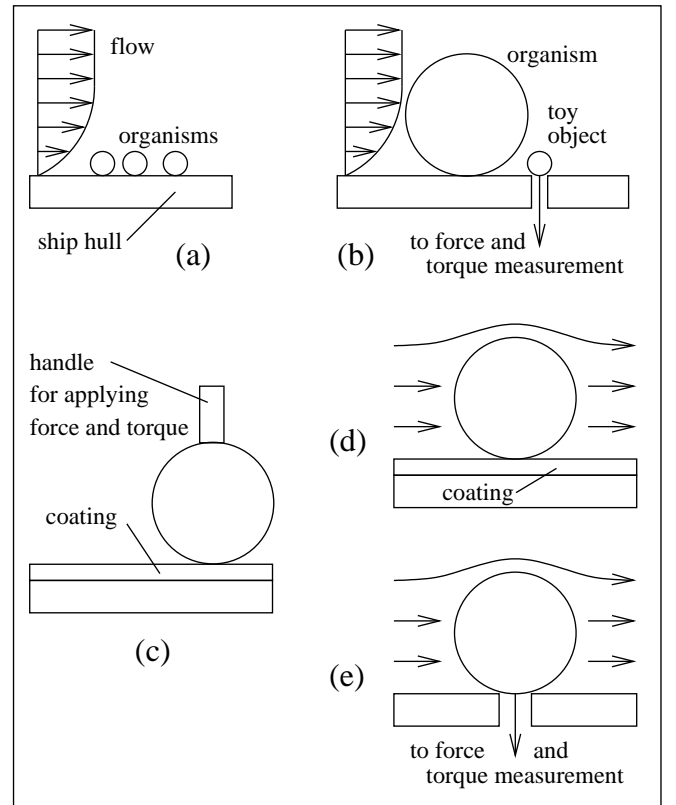 flow
organisms
ship hull
(a)
organism
toy
object
(b)
to force and
torque measurement
handle
for applying
force and torque
coating
(c)
(d)
coating
(e)
to force and
torque measurement